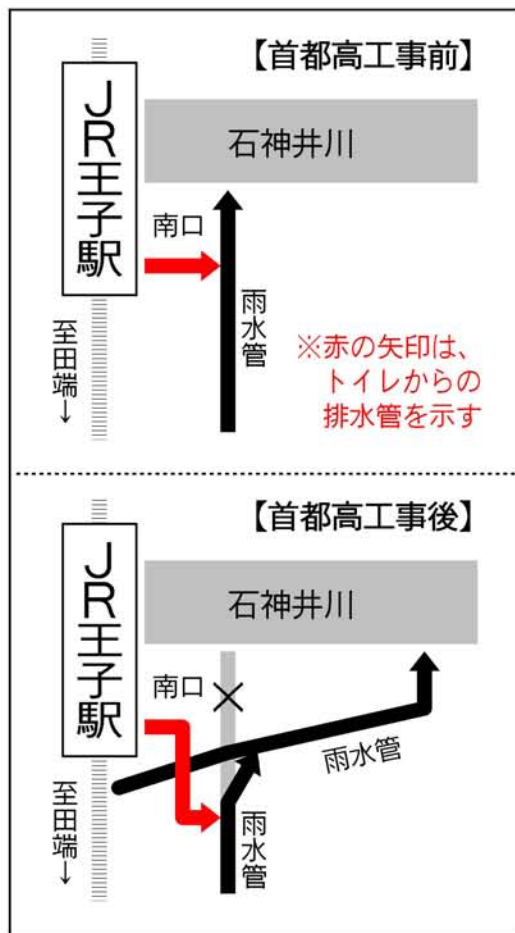 【首都高工事前】
JR王子駅
石神井川
南口
雨水管
至田端↓
※赤の矢印は、
トイレからの
排水管を示す
【首都高工事後】
JR王子駅
石神井川
南口
雨水管
至田端↓
雨水管